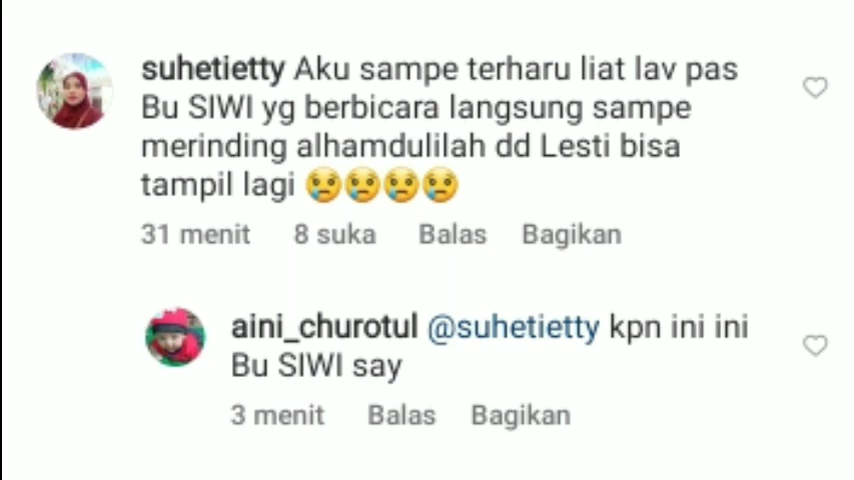 suhetietty Aku sampe terharu liat lav pas
Bu SIWI yg berbicara langsung sampe
merinding alhamdulilah dd Lesti bisa
tampil lagi 😢😢😢😢
31 menit 8 suka Balas Bagikan
aini_churotul @suhetietty kpn ini ini
Bu SIWI say
3 menit Balas Bagikan